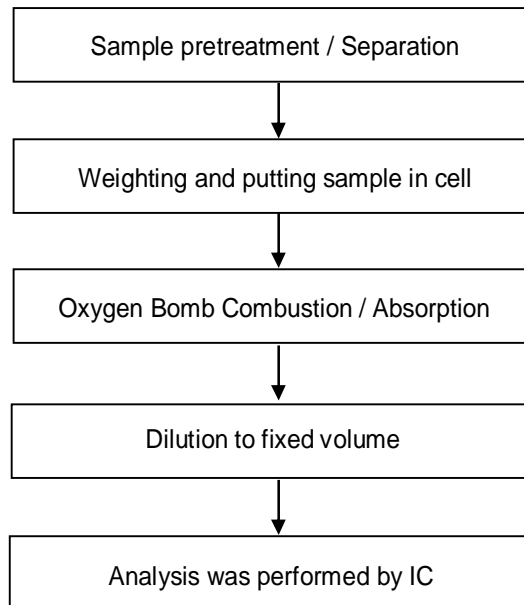 Sample pretreatment / Separation
Weighting and putting sample in cell
Oxygen Bomb Combustion / Absorption
Dilution to fixed volume
Analysis was performed by IC